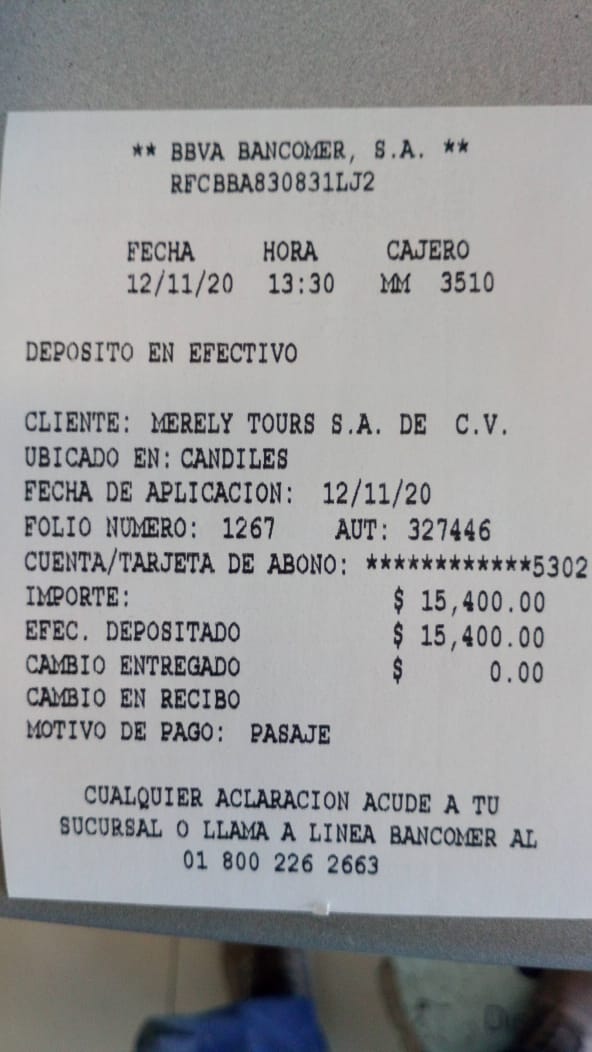 ** BBVA BANCOMER, S.A. **
RFCBBA830831LJ2
FECHA HORA CAJERO
12/11/20 13:30 MM 3510
DEPOSITO EN EFECTIVO
CLIENTE: MERELY TOURS S.A. DE C.V.
UBICADO EN: CANDILES
FECHA DE APLICACION: 12/11/20
FOLIO NUMERO: 1267 AUT: 327446
CUENTA/TARJETA DE ABONO: ************5302
IMPORTE: $ 15,400.00
EFEC. DEPOSITADO $ 15,400.00
CAMBIO ENTREGADO $ 0.00
CAMBIO EN RECIBO
MOTIVO DE PAGO: PASAJE
CUALQUIER ACLARACION ACUDE A TU
SUCURSAL O LLAMA A LINEA BANCOMER AL
01 800 226 2663